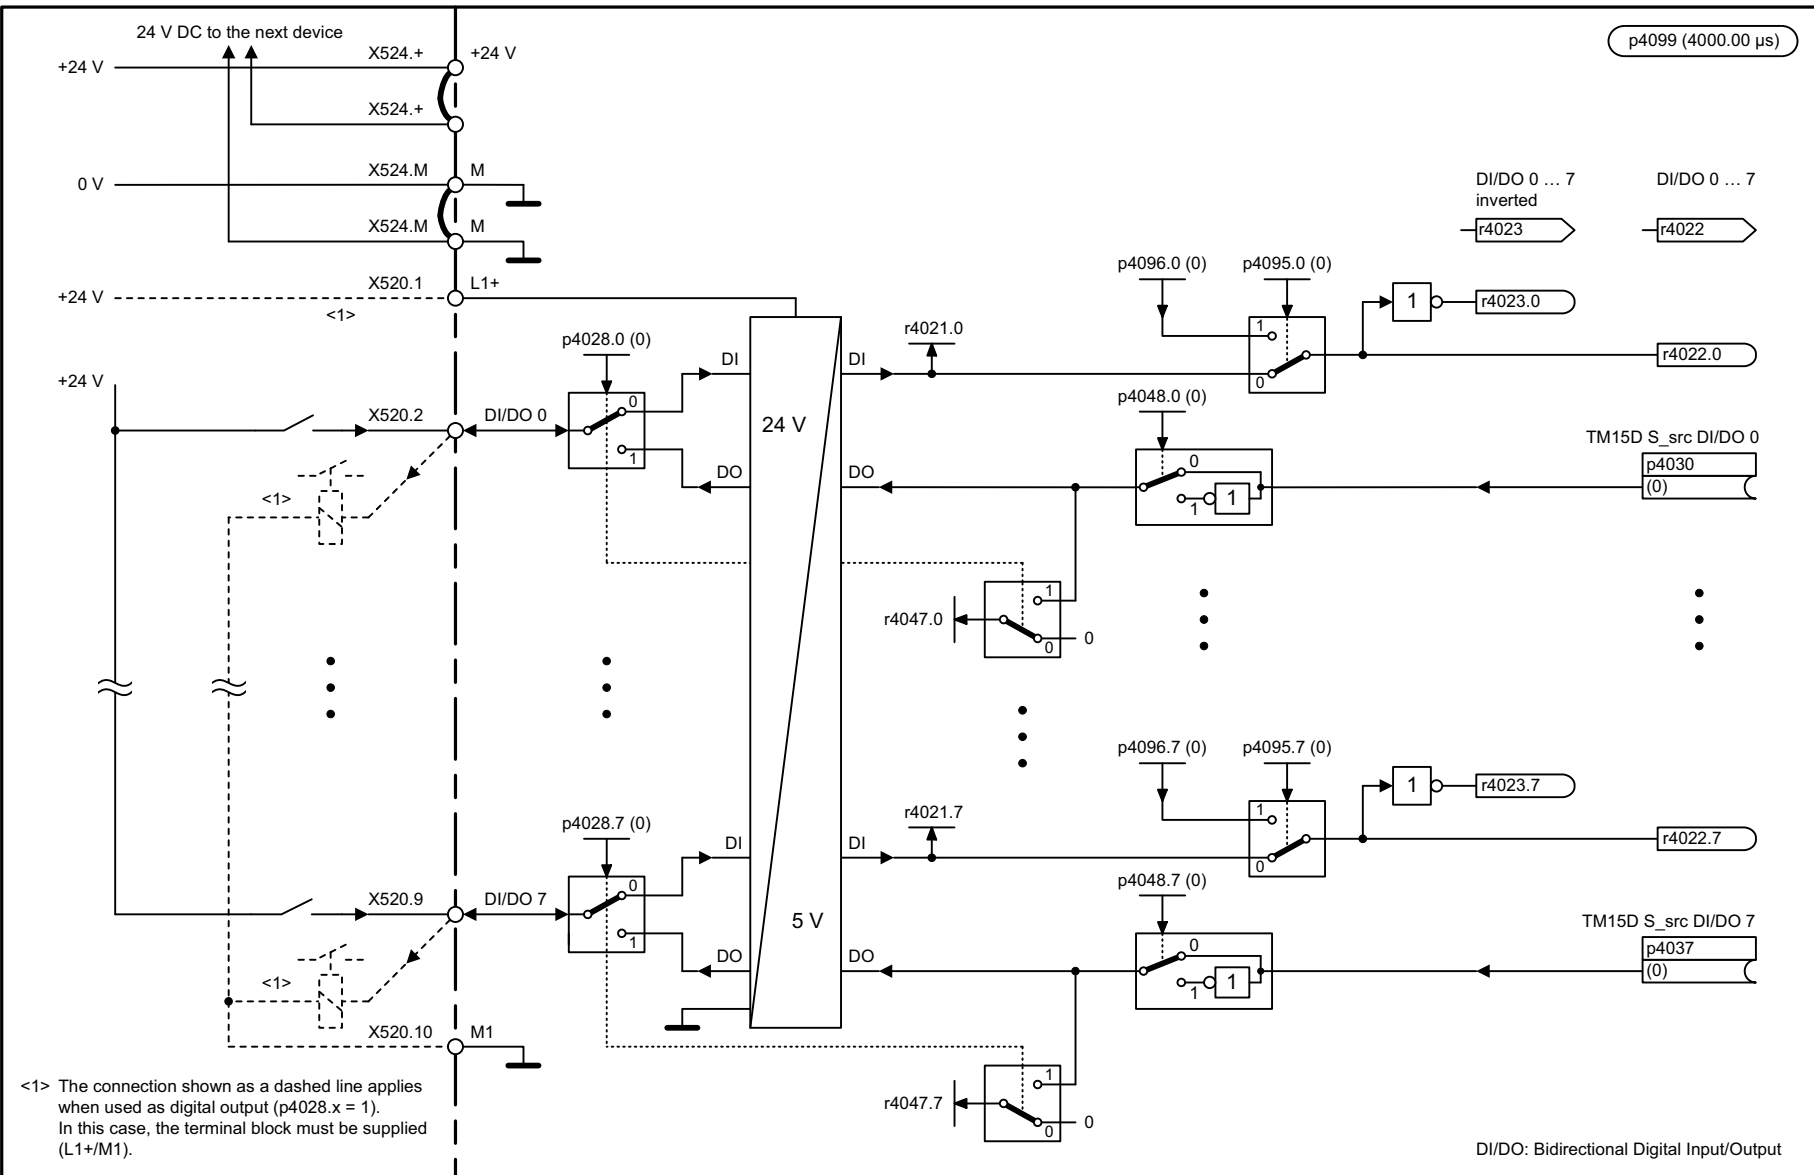 24 V DC to the next device
p4099 (4000.00 µs)
+24 V
X524.+
+24 V
X524.+
0 V
X524.M
M
X524.M
M
DI/DO 0 … 7
inverted
DI/DO 0 … 7
r4023
r4022
+24 V
<1>
X520.1
L1+
p4096.0 (0)
p4095.0 (0)
1
0
1
r4023.0
r4022.0
r4021.0
p4028.0 (0)
DI
DI
+24 V
X520.2
DI/DO 0
0
1
24 V
DO
DO
p4048.0 (0)
0
1
1
TM15D S_src DI/DO 0
p4030
(0)
<1>
r4047.0
1
0
0
p4096.7 (0)
p4095.7 (0)
1
0
1
r4023.7
r4022.7
r4021.7
p4028.7 (0)
DI
DI
X520.9
DI/DO 7
0
1
5 V
DO
DO
p4048.7 (0)
0
1
1
TM15D S_src DI/DO 7
p4037
(0)
<1>
X520.10
M1
r4047.7
1
0
0
<1> The connection shown as a dashed line applies
when used as digital output (p4028.x = 1).
In this case, the terminal block must be supplied
(L1+/M1).
DI/DO: Bidirectional Digital Input/Output